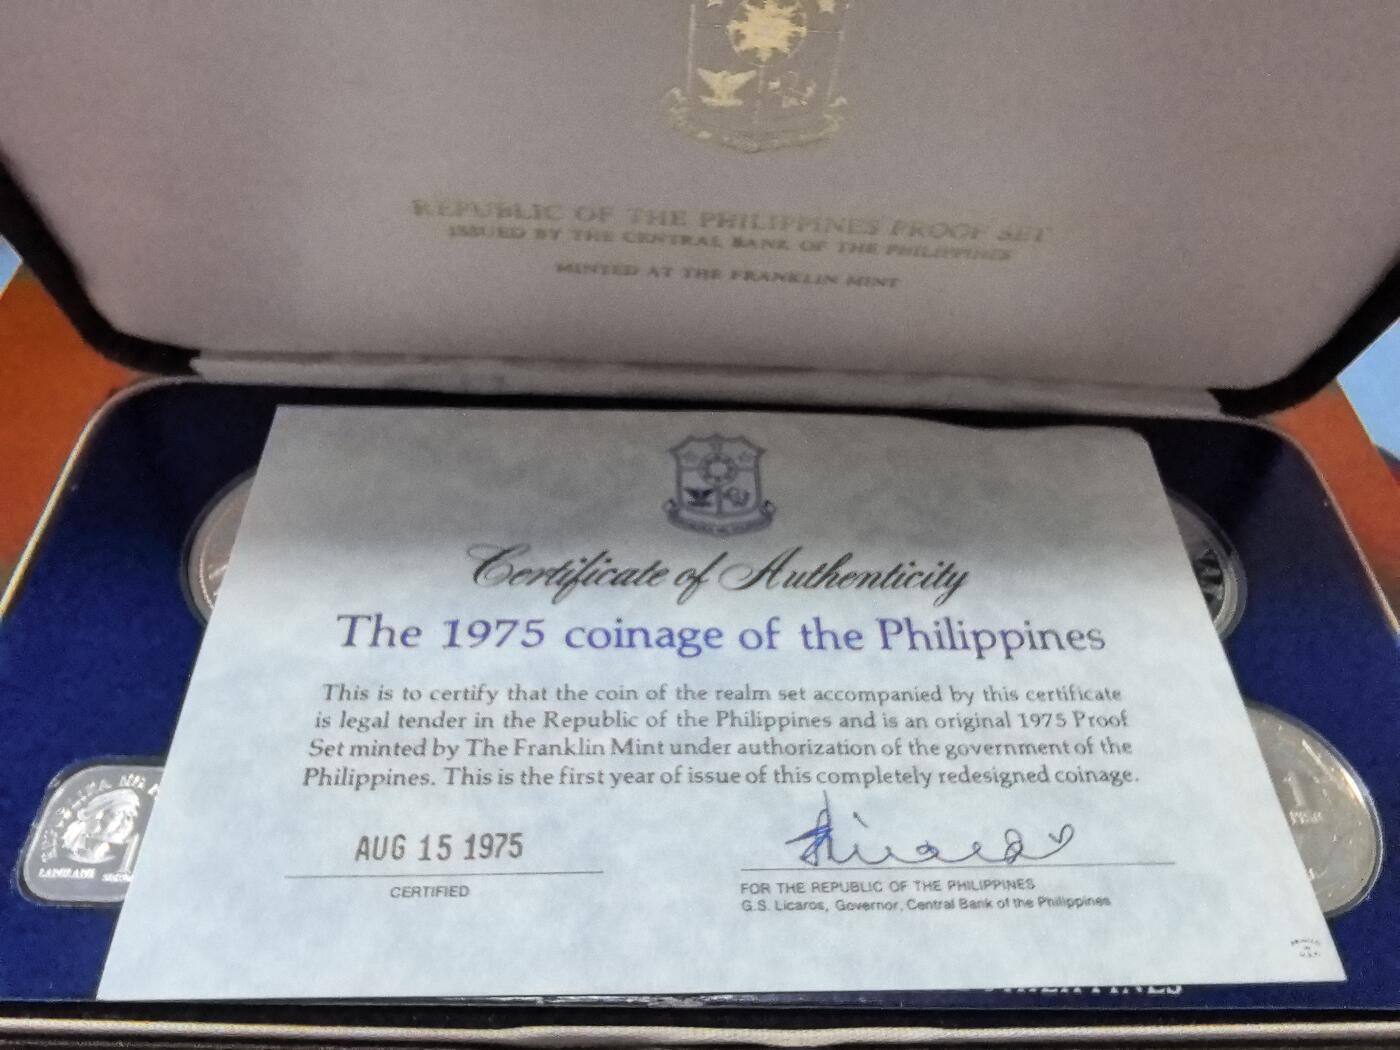 REPUBLIC OF THE PHILIPPINES PROOF SET
ISSUED BY THE CENTRAL BANK OF THE PHILIPPINES
MINTED AT THE FRANKLIN MINT
Certificate of Authenticity
The 1975 coinage of the Philippines
This is to certify that the coin of the realm set accompanied by this certificate
is legal tender in the Republic of the Philippines and is an original 1975 Proof
Set minted by The Franklin Mint under authorization of the government of the
Philippines. This is the first year of issue of this completely redesigned coinage.
AUG 15 1975
CERTIFIED
FOR THE REPUBLIC OF THE PHILIPPINES
G.S. Licaros, Governor, Central Bank of the Philippines
1